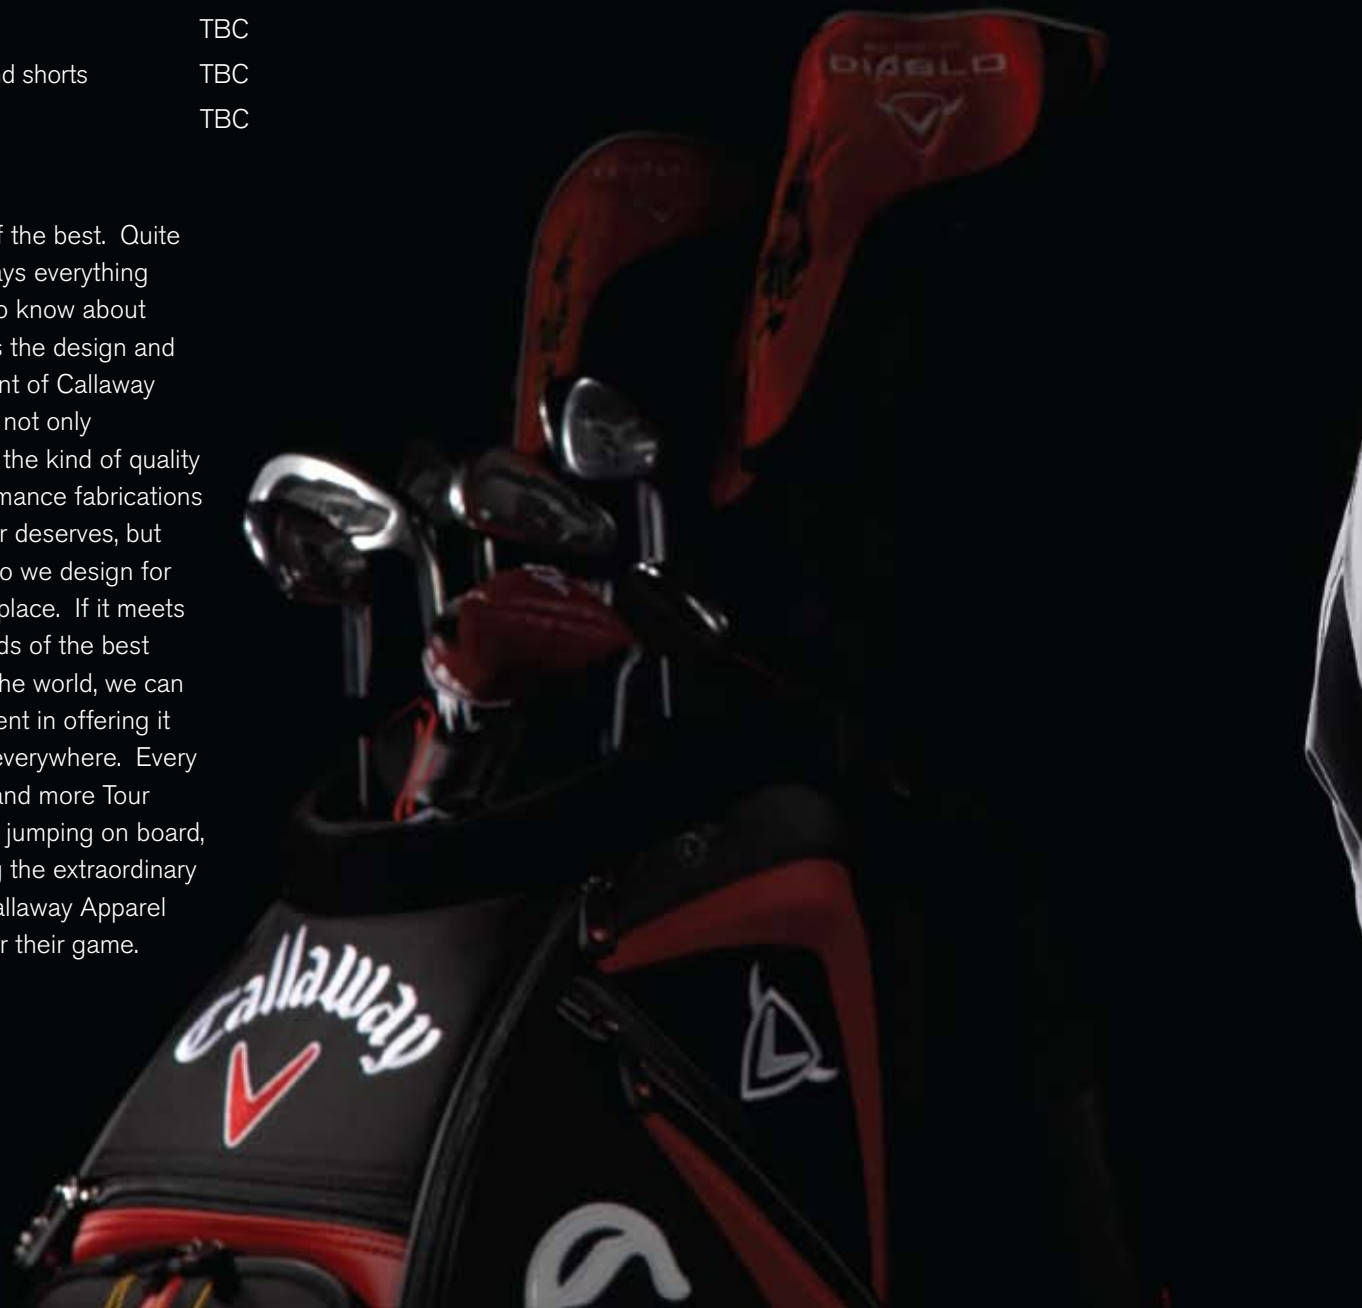 TBC
d shorts TBC
TBC
f the best. Quite
ys everything
o know about
s the design and
nt of Callaway
not only
the kind of quality
mance fabrications
r deserves, but
o we design for
place. If it meets
ds of the best
he world, we can
ent in offering it
everywhere. Every
and more Tour
jumping on board,
g the extraordinary
allaway Apparel
r their game.
DIABLO
Callaway